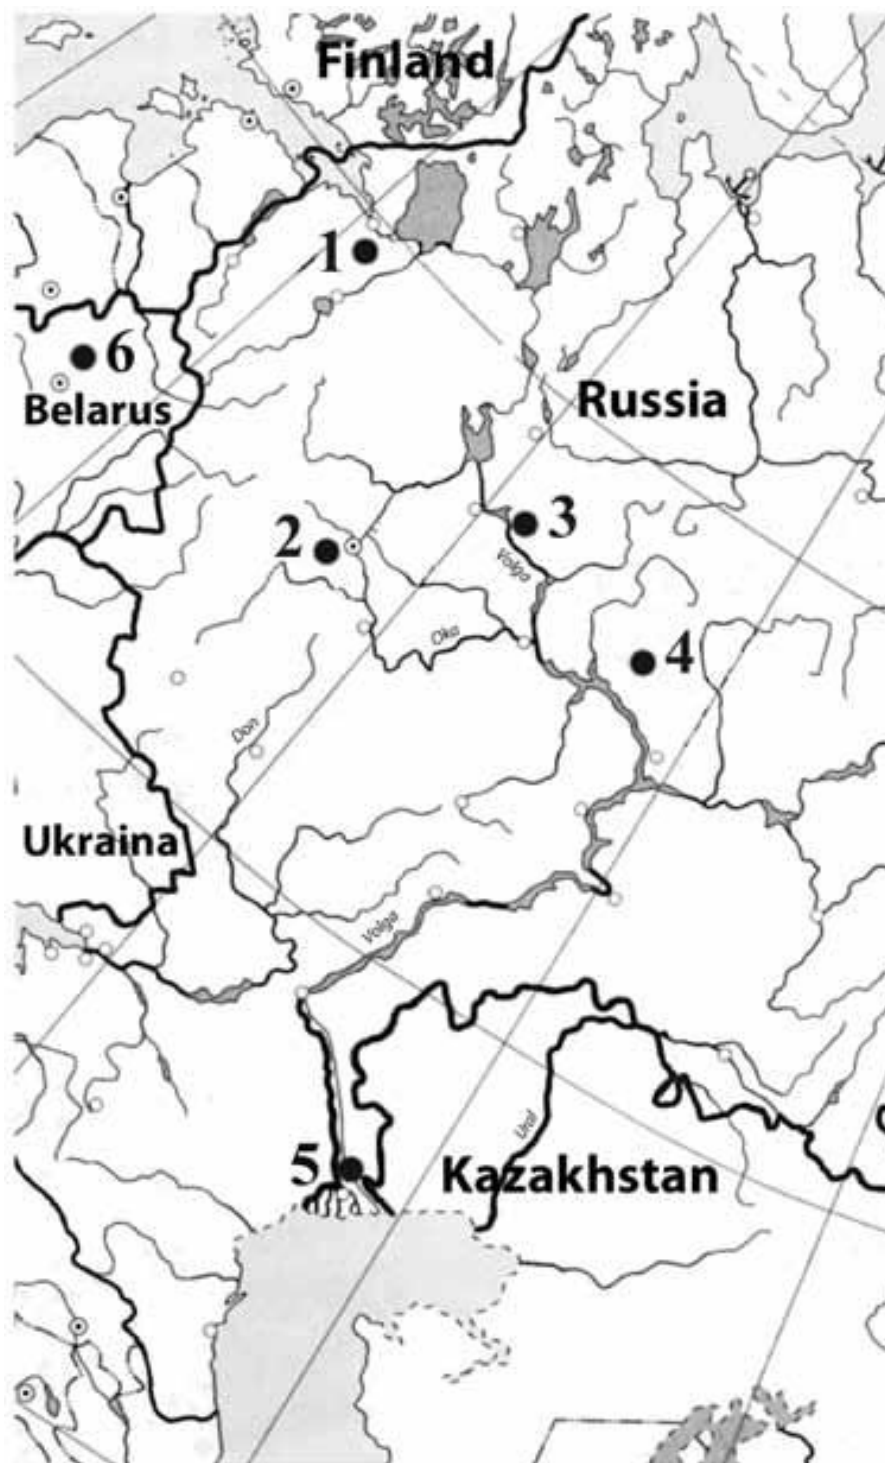 Finland
1
6
Belarus
Russia
2
3
Volga
Oka
4
Don
Ukraina
Volga
Ural
5
Kazakhstan